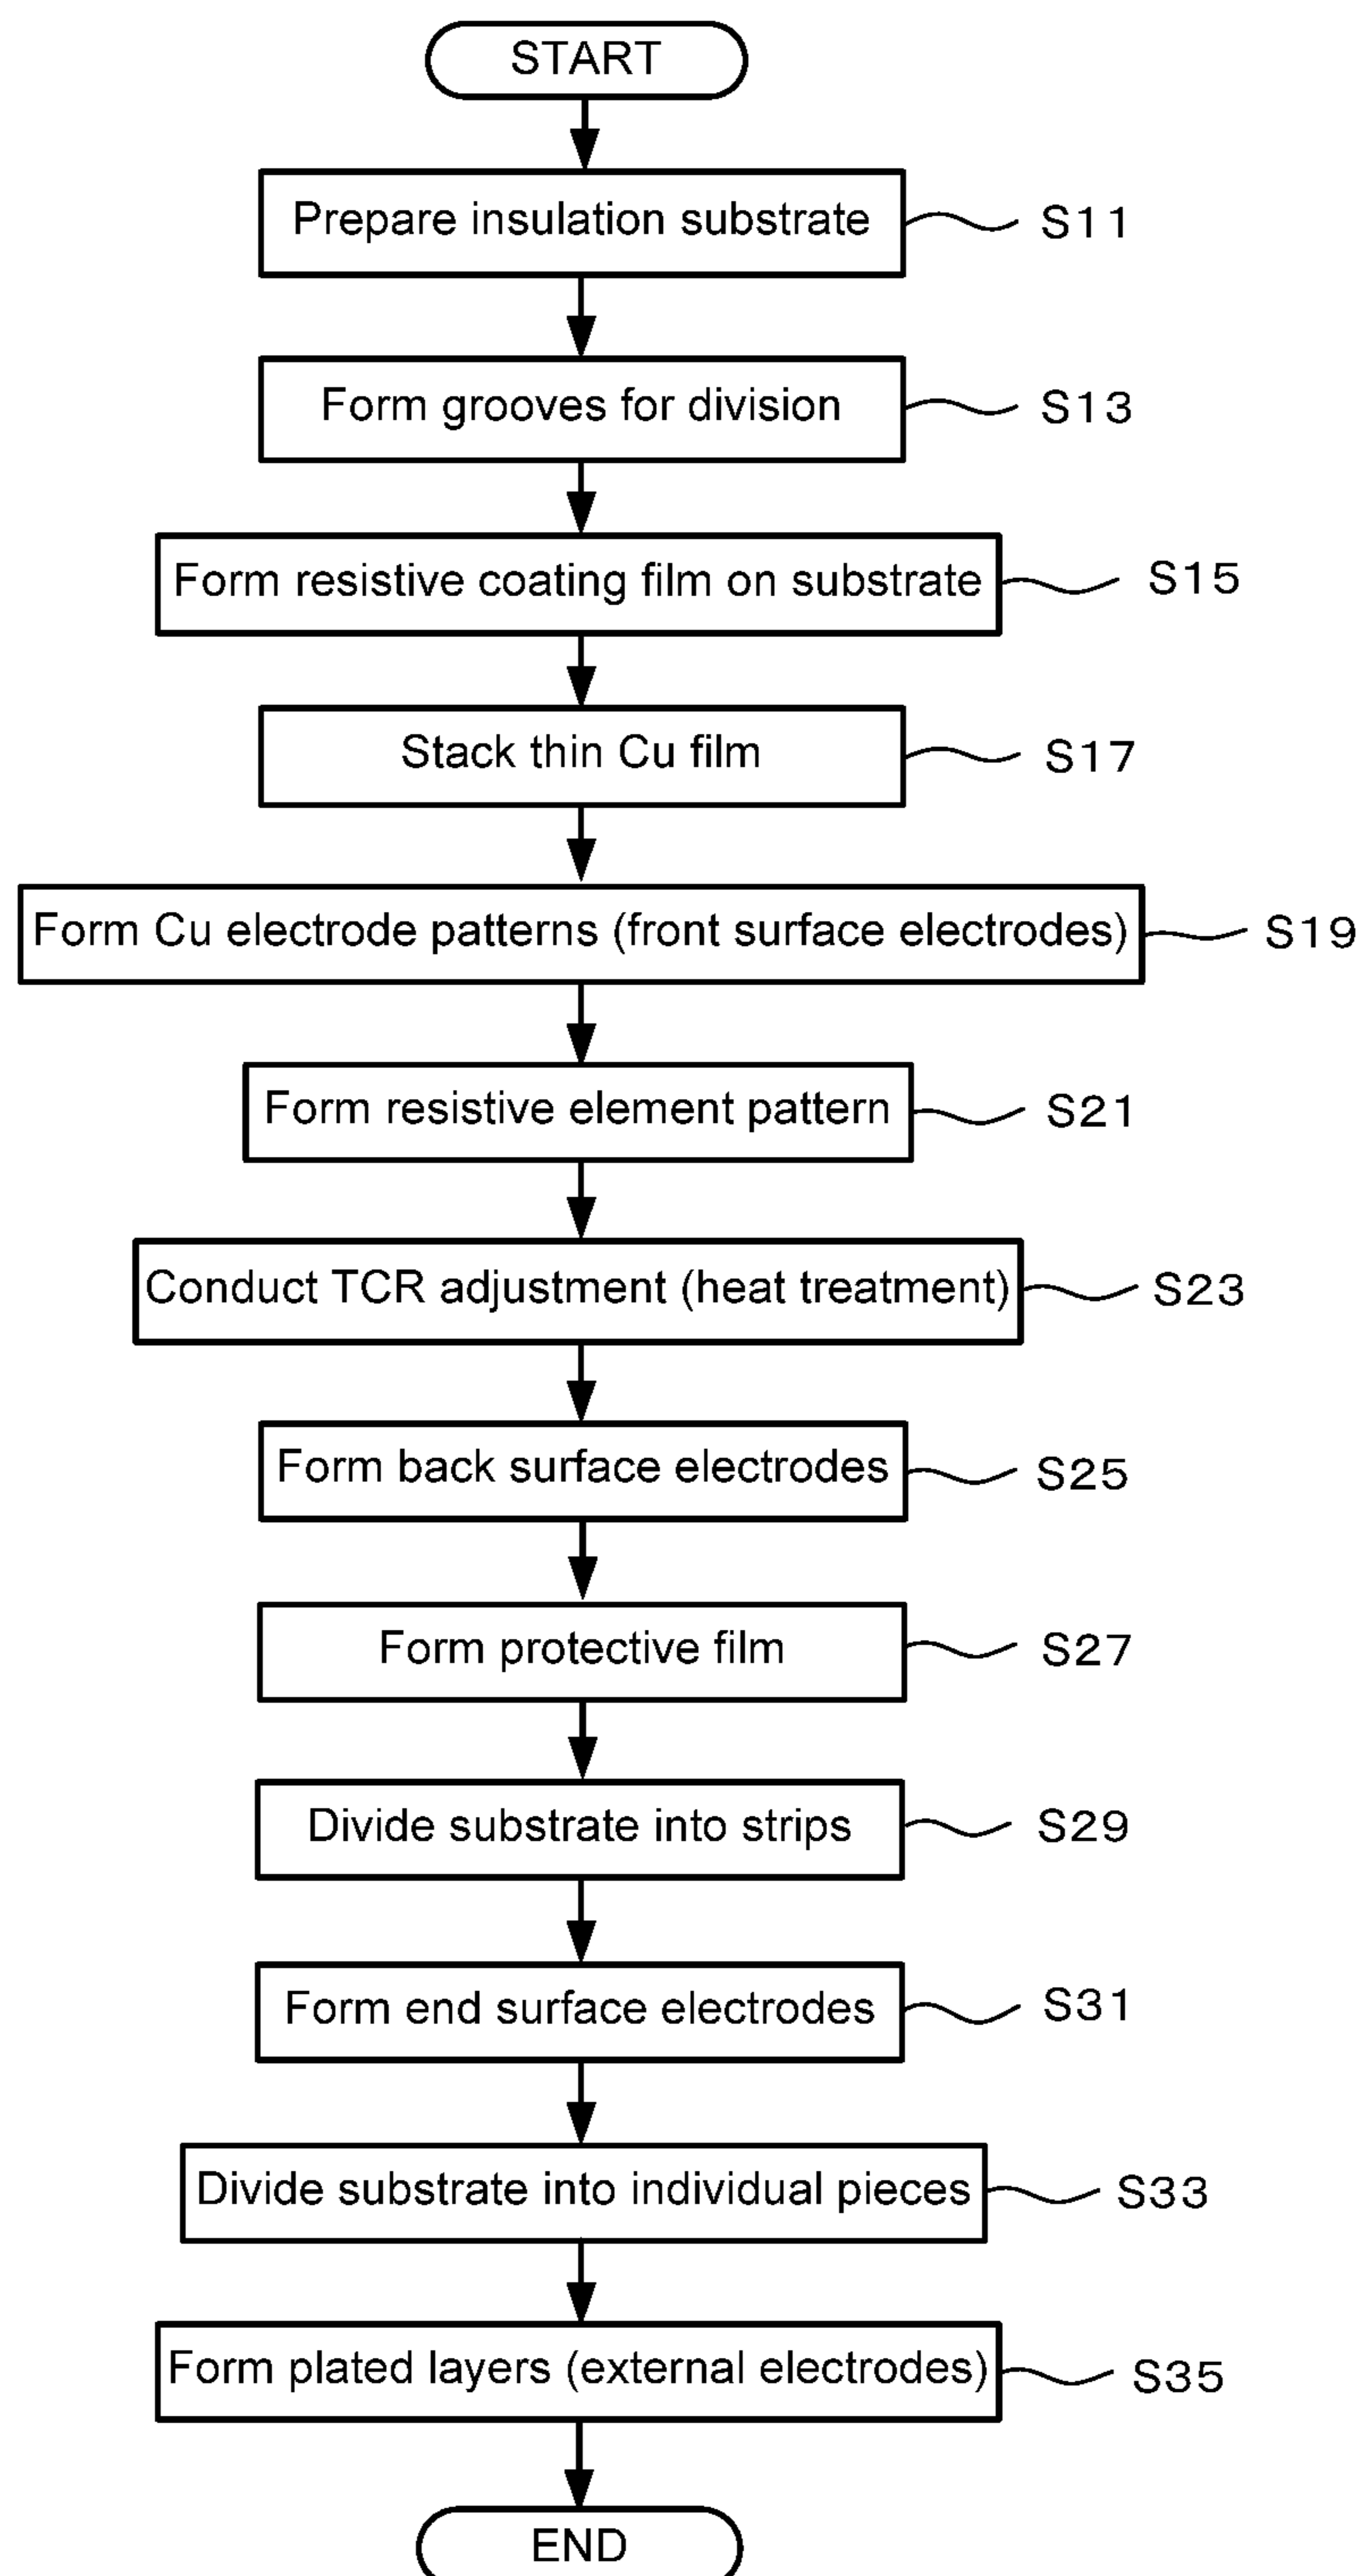 START
Prepare insulation substrate S11
Form grooves for division S13
Form resistive coating film on substrate S15
Stack thin Cu film S17
Form Cu electrode patterns (front surface electrodes) S19
Form resistive element pattern S21
Conduct TCR adjustment (heat treatment) S23
Form back surface electrodes S25
Form protective film S27
Divide substrate into strips S29
Form end surface electrodes S31
Divide substrate into individual pieces S33
Form plated layers (external electrodes) S35
END